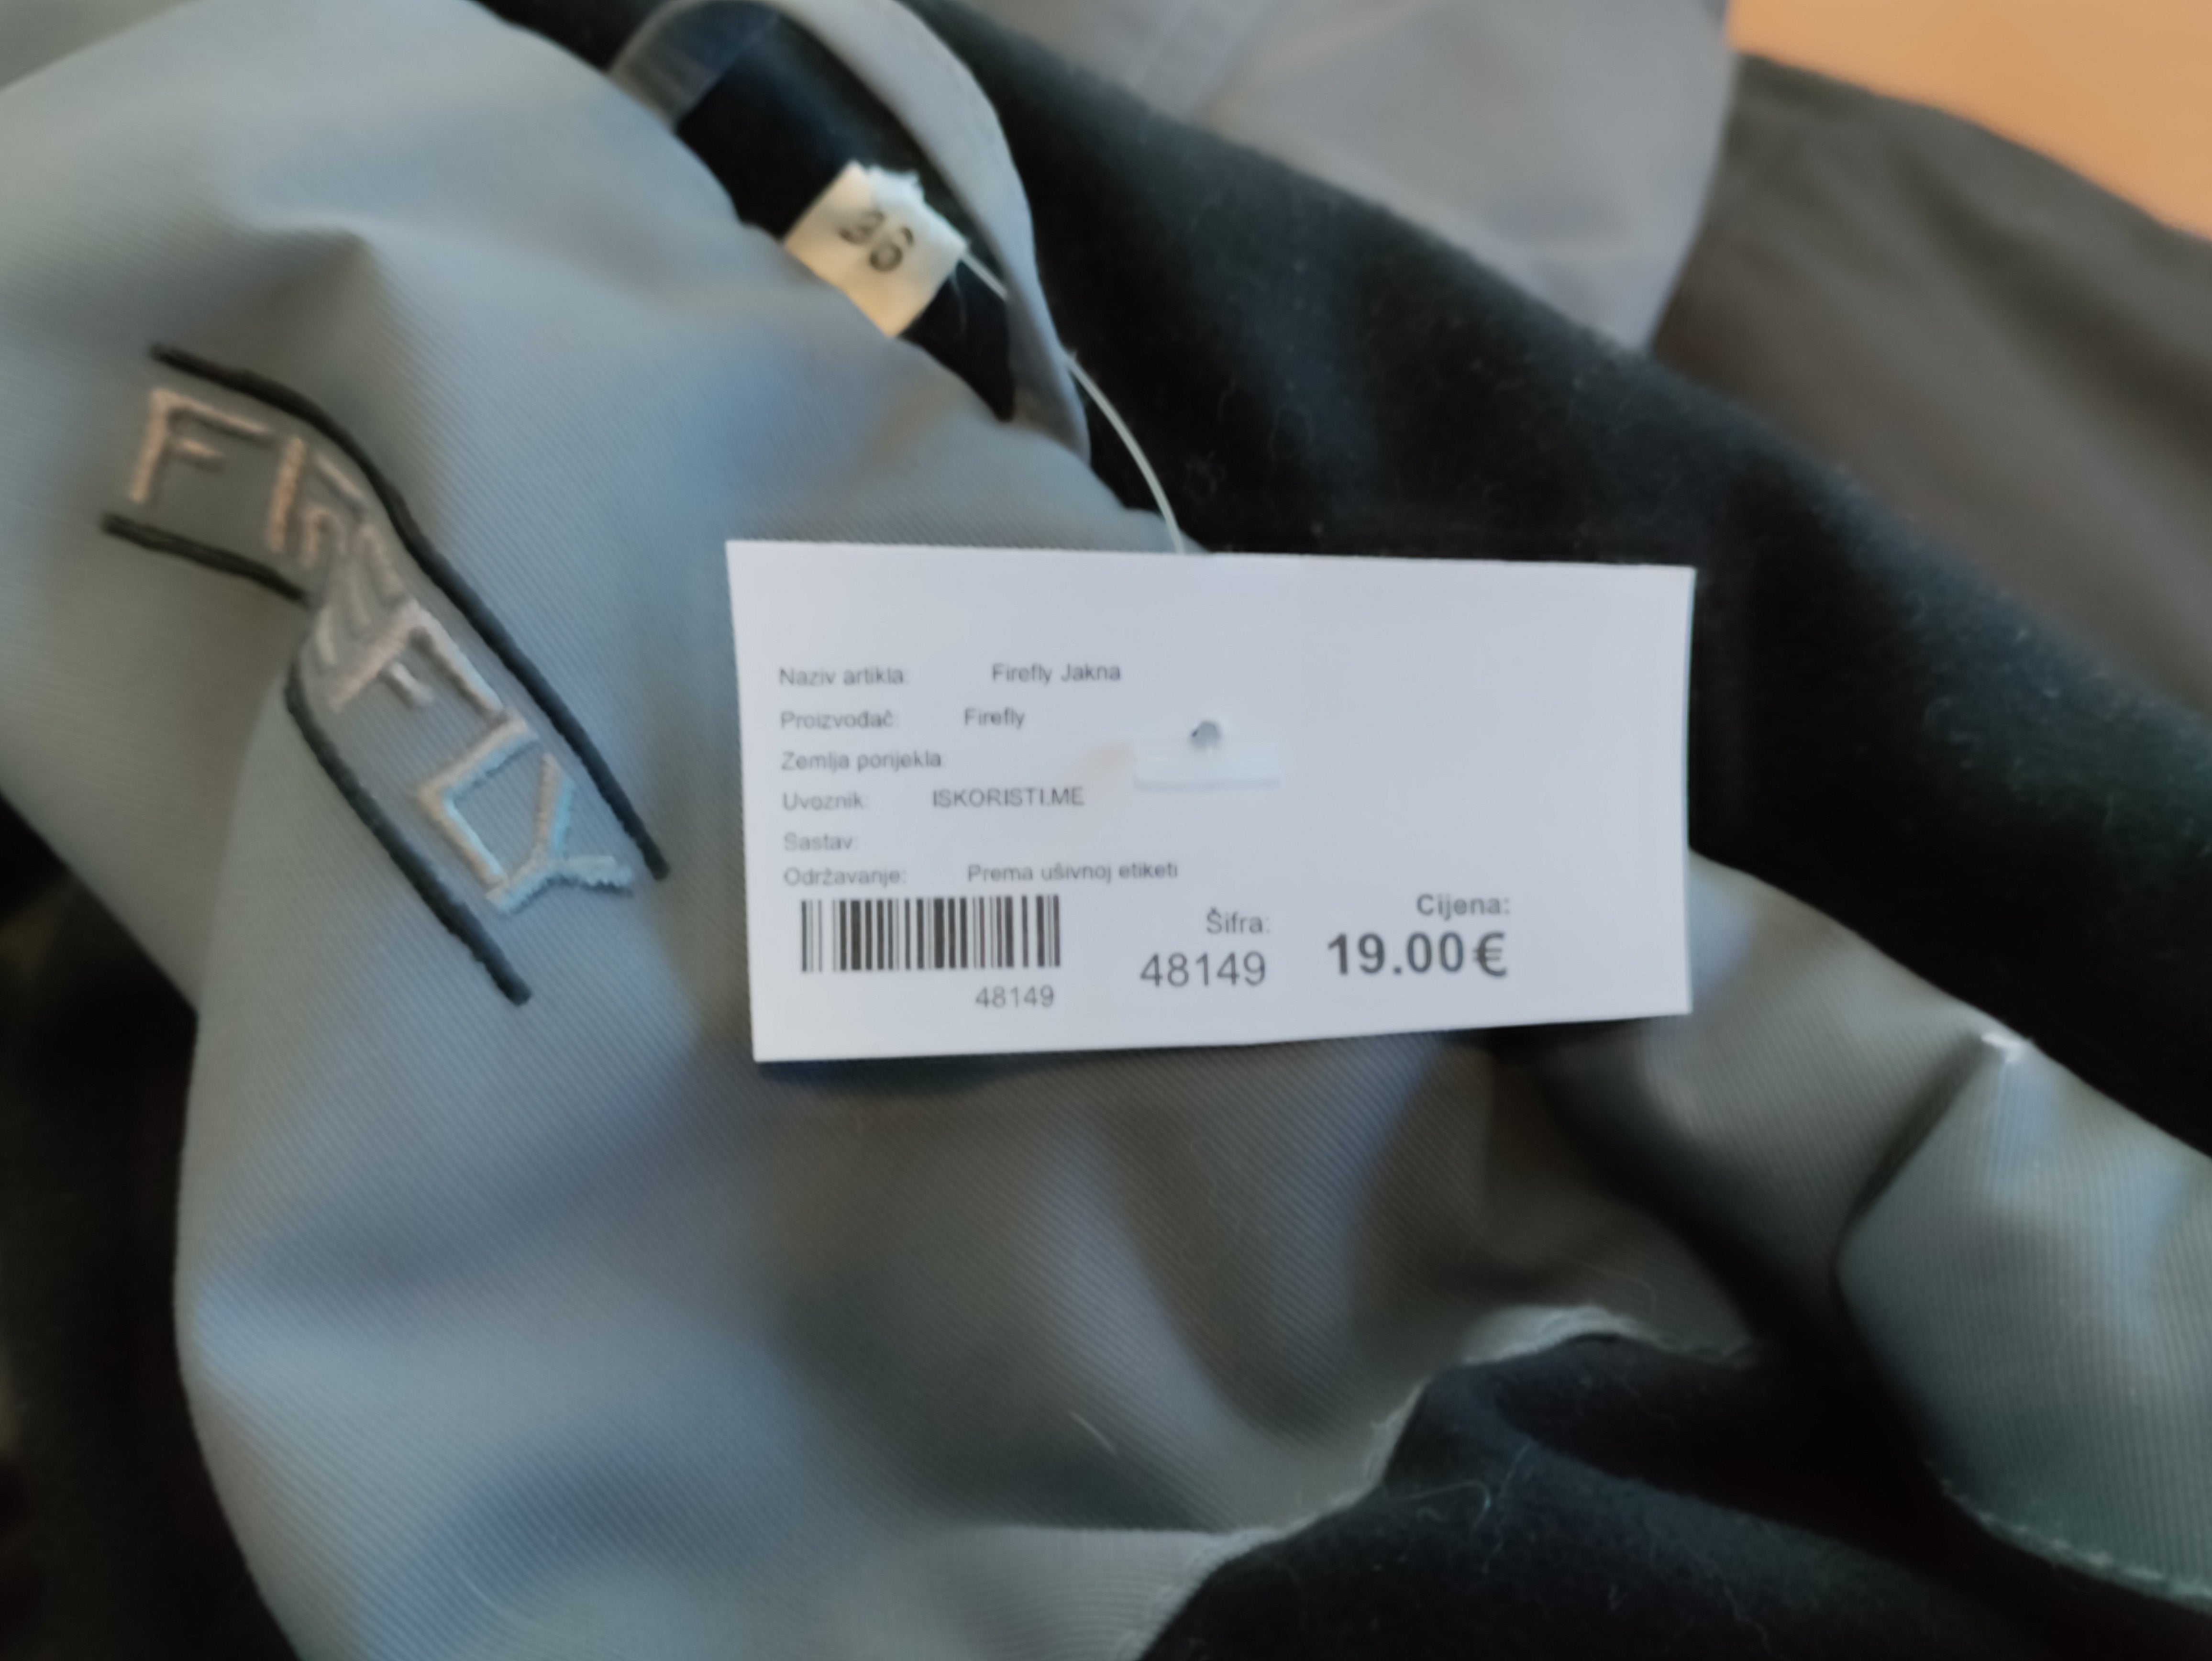 36
FIREFLY
Naziv artikla: Firefly Jakna
Proizvođač: Firefly
Zemlja porijekla:
Uvoznik: ISKORISTI.ME
Sastav:
Održavanje: Prema ušivnoj etiketi
48149
Šifra:
48149
Cijena:
19.00€